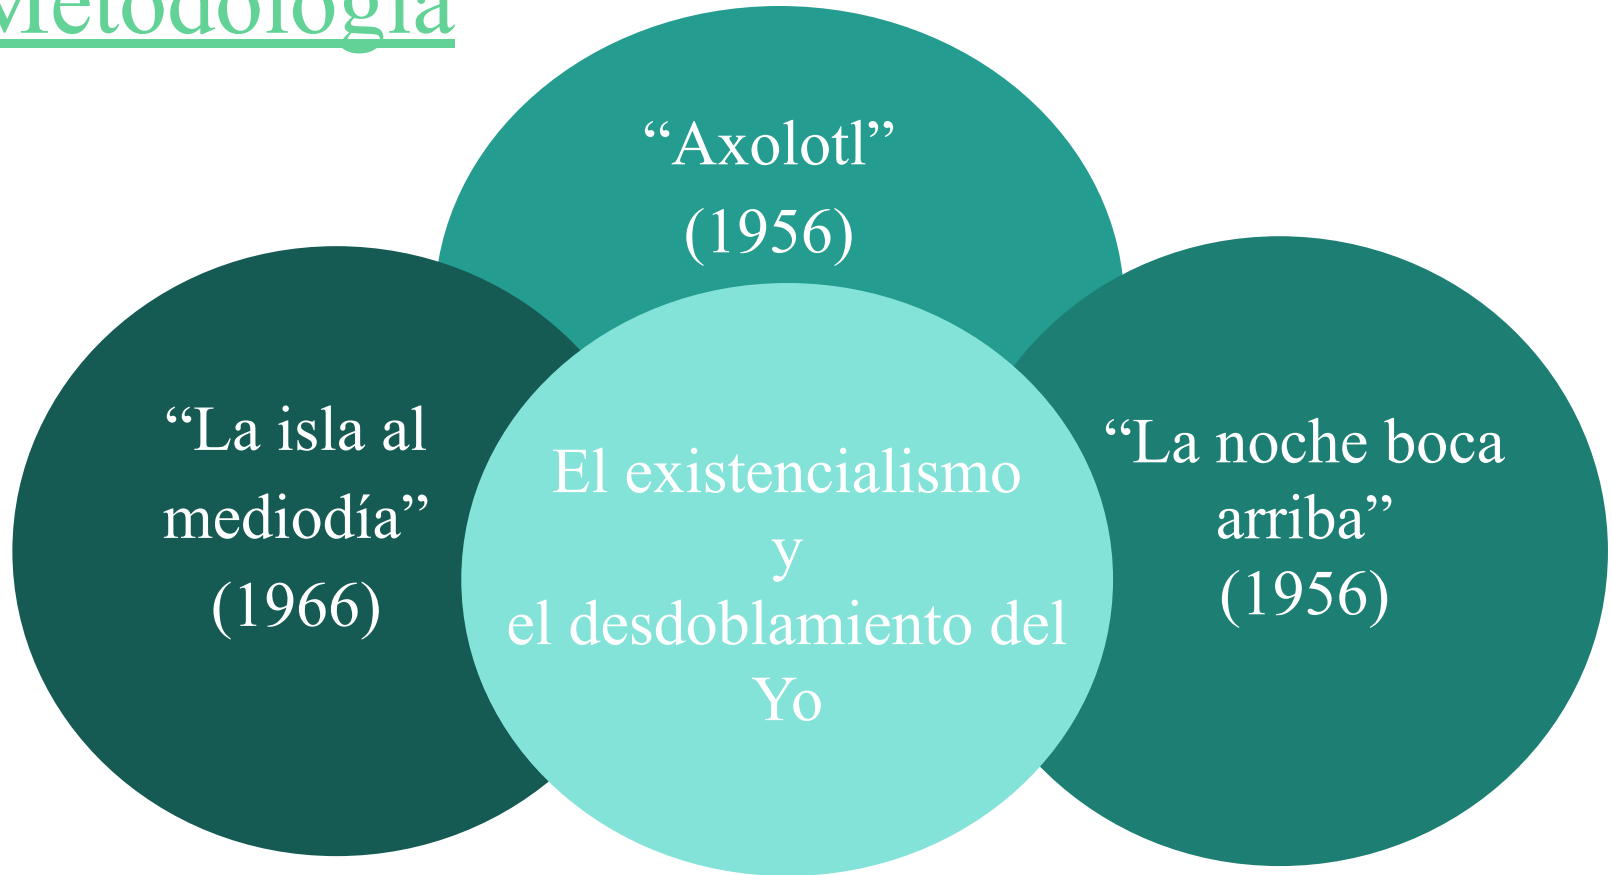 Metodología
“Axolotl”
(1956)
“La isla al
mediodía”
(1966)
El existencialismo
y
el desdoblamiento del
Yo
“La noche boca
arriba”
(1956)